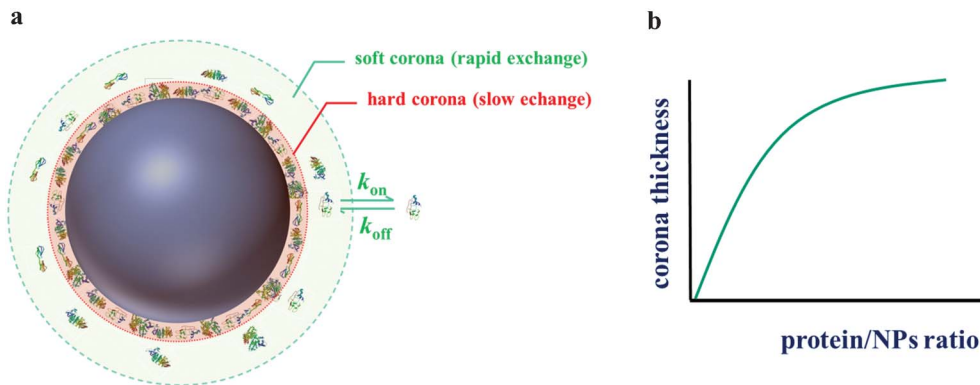 a
soft corona (rapid exchange)
hard corona (slow echange)
kon
koff
b
corona thickness
protein/NPs ratio